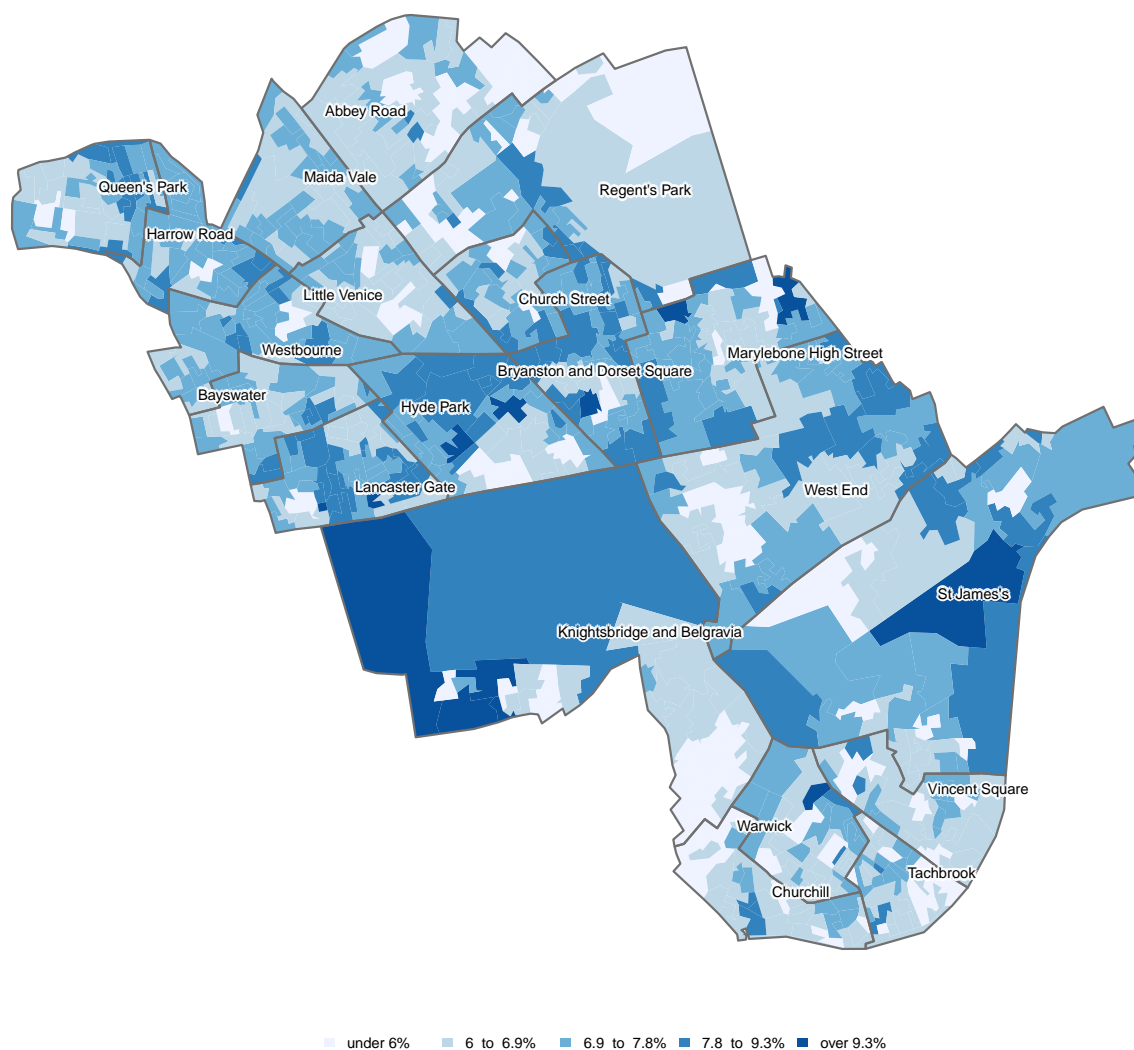 Abbey Road
Maida Vale
Queen's Park
Regent's Park
Harrow Road
Little Venice
Church Street
Westbourne
Marylebone High Street
Bryanston and Dorset Square
Bayswater
Hyde Park
Lancaster Gate
West End
St James's
Knightsbridge and Belgravia
Vincent Square
Warwick
Tachbrook
Churchill
under 6% 6 to 6.9% 6.9 to 7.8% 7.8 to 9.3% over 9.3%